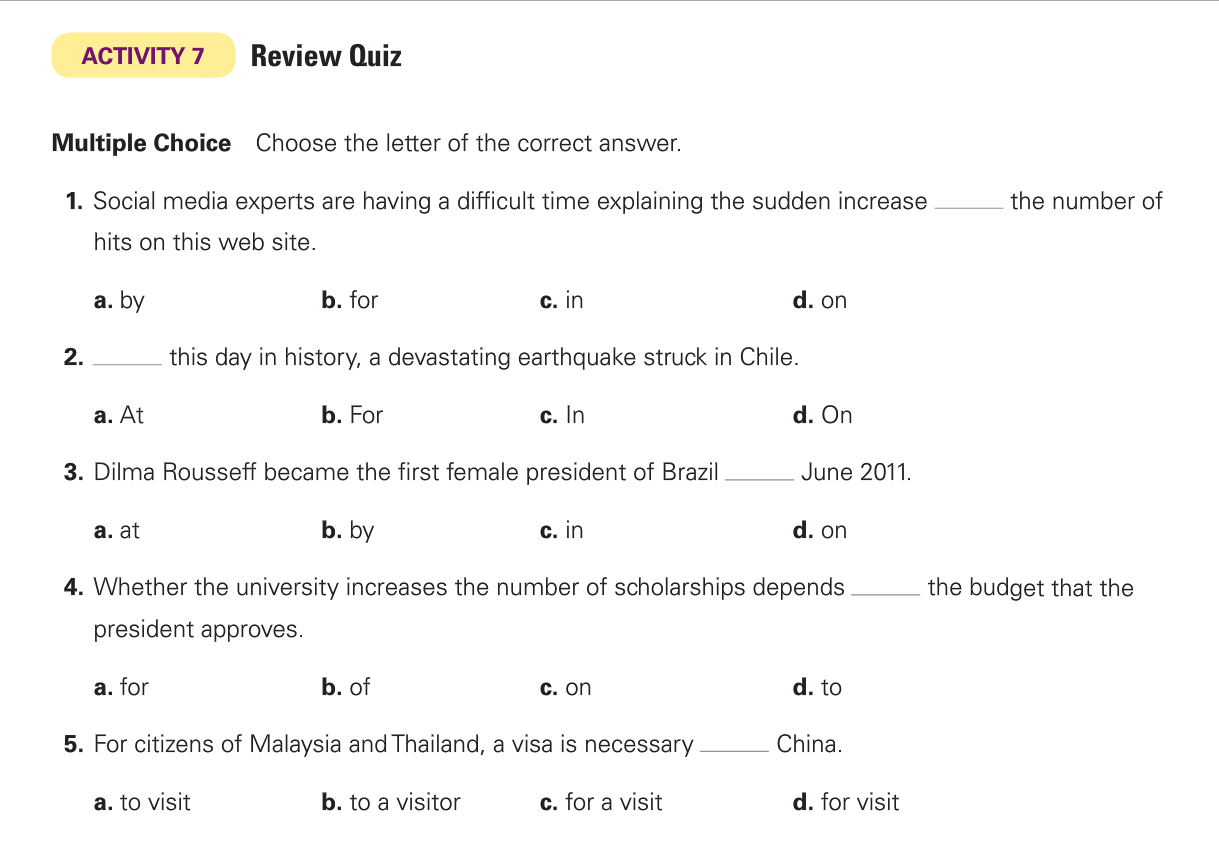 ACTIVITY 7 Review Quiz
Multiple Choice Choose the letter of the correct answer.
1. Social media experts are having a difficult time explaining the sudden increase ______ the number of
hits on this web site.
a. by b. for c. in d. on
2. ______ this day in history, a devastating earthquake struck in Chile.
a. At b. For c. In d. On
3. Dilma Rousseff became the first female president of Brazil ______ June 2011.
a. at b. by c. in d. on
4. Whether the university increases the number of scholarships depends ______ the budget that the
president approves.
a. for b. of c. on d. to
5. For citizens of Malaysia and Thailand, a visa is necessary ______ China.
a. to visit b. to a visitor c. for a visit d. for visit